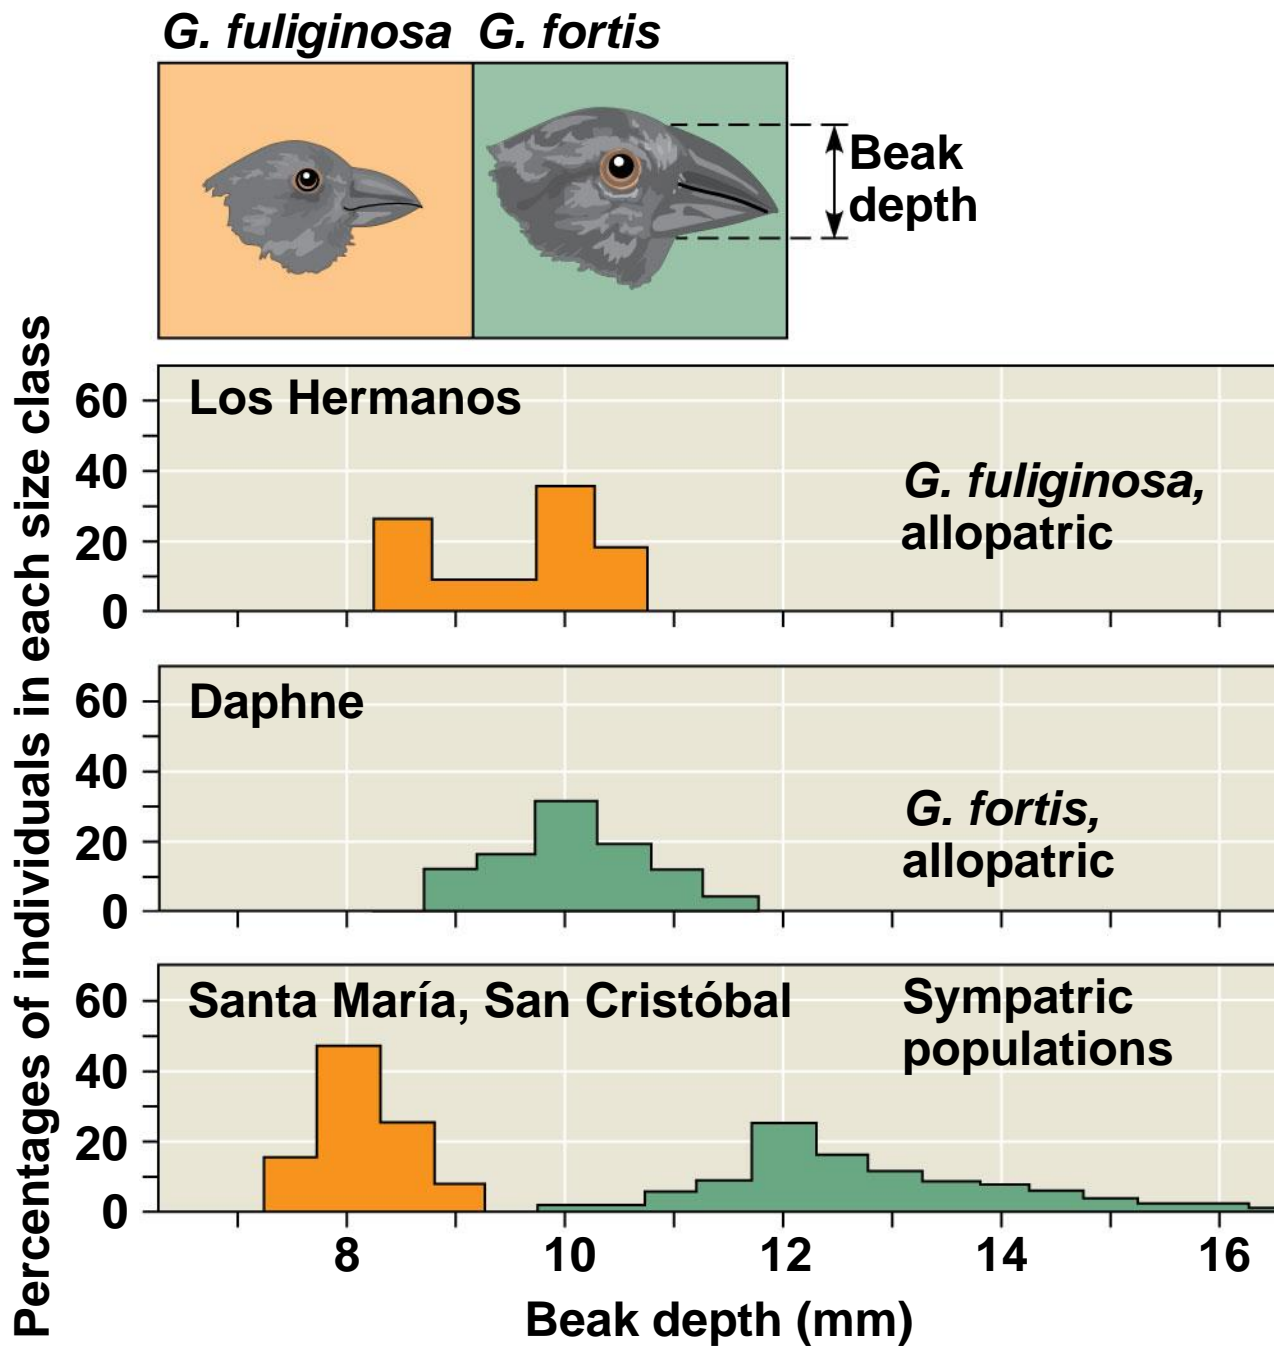 G. fuliginosa G. fortis
Beak
depth
Percentages of individuals in each size class
Los Hermanos
60
40
20
0
G. fuliginosa,
allopatric
Daphne
60
40
20
0
G. fortis,
allopatric
Santa María, San Cristóbal
Sympatric
populations
60
40
20
0
8 10 12 14 16
Beak depth (mm)